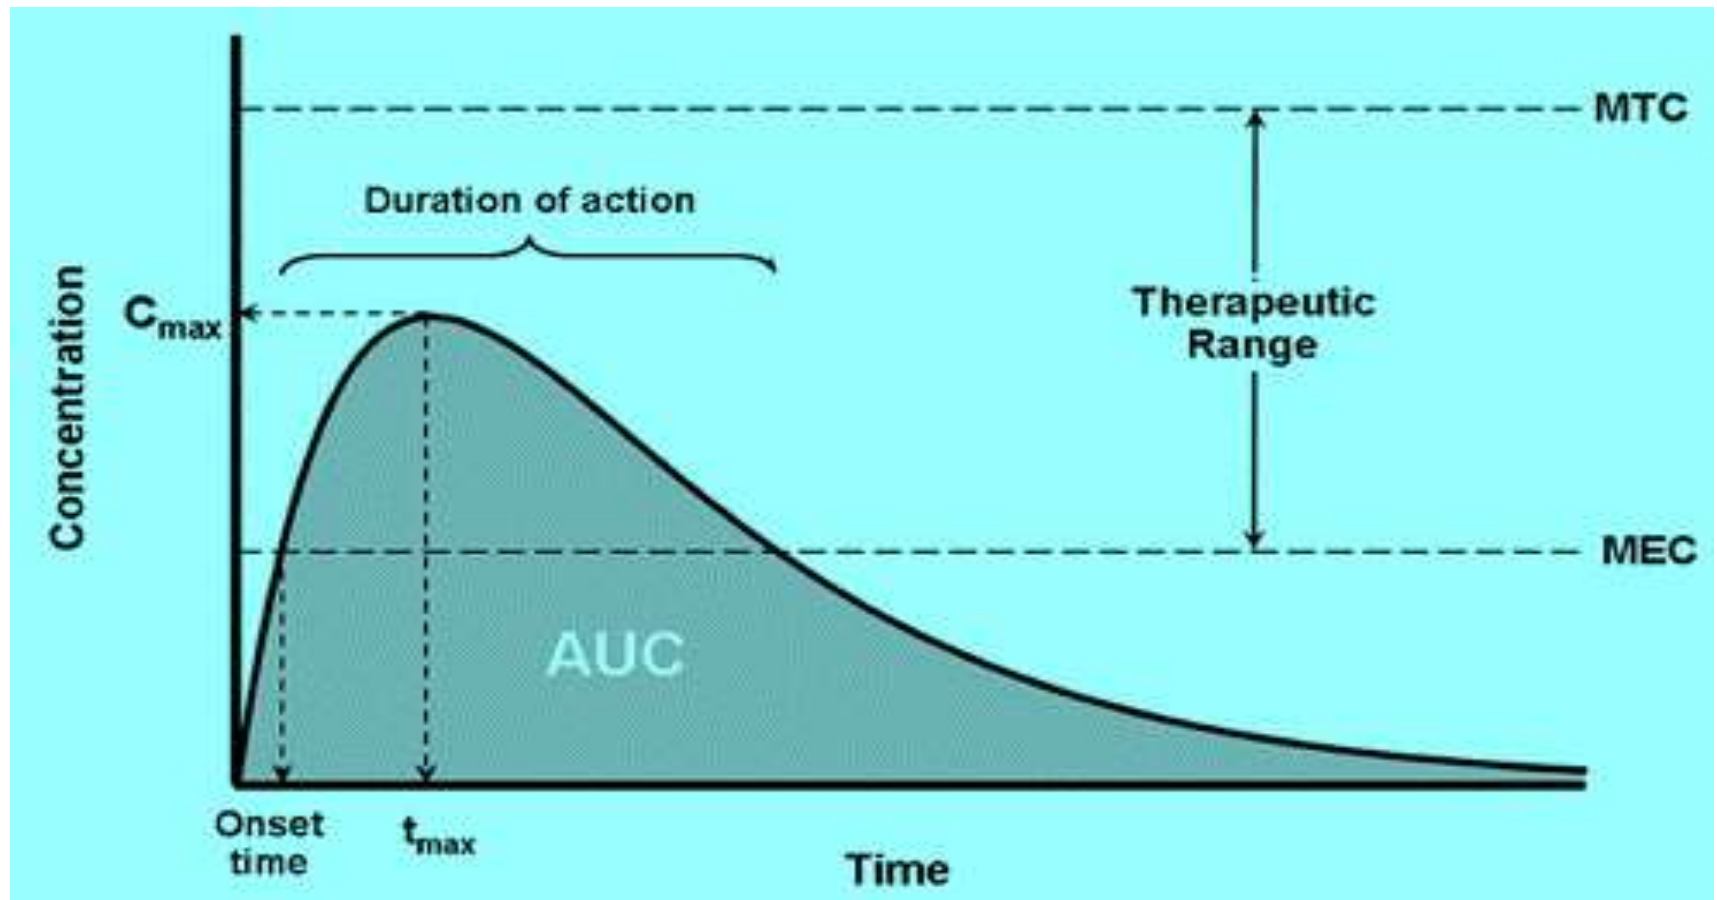 MTC
Duration of action
Cmax
Therapeutic
Range
Concentration
MEC
AUC
Onset
time
tmax
Time